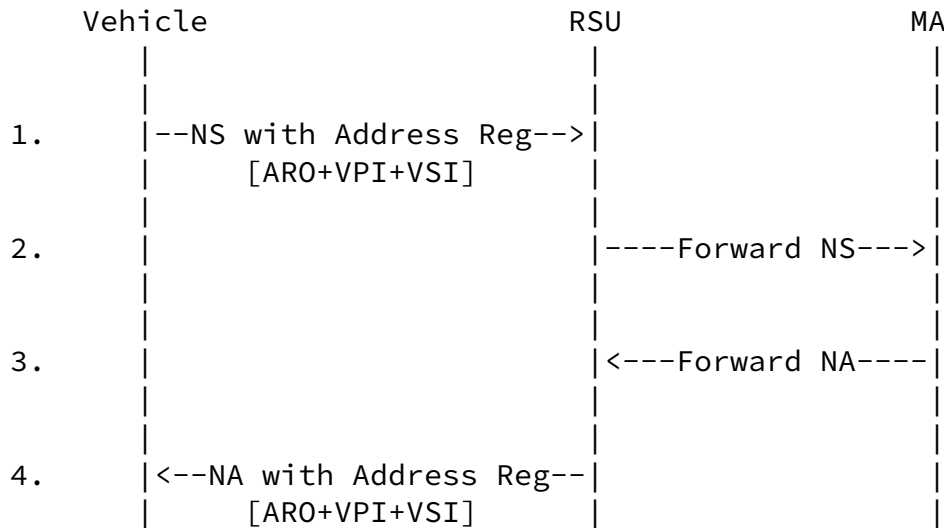 Vehicle RSU MA
1. |--NS with Address Reg-->|
[ARO+VPI+VSI]
2. |----Forward NS--->|
3. |<---Forward NA----|
4. |<--NA with Address Reg--|
[ARO+VPI+VSI]